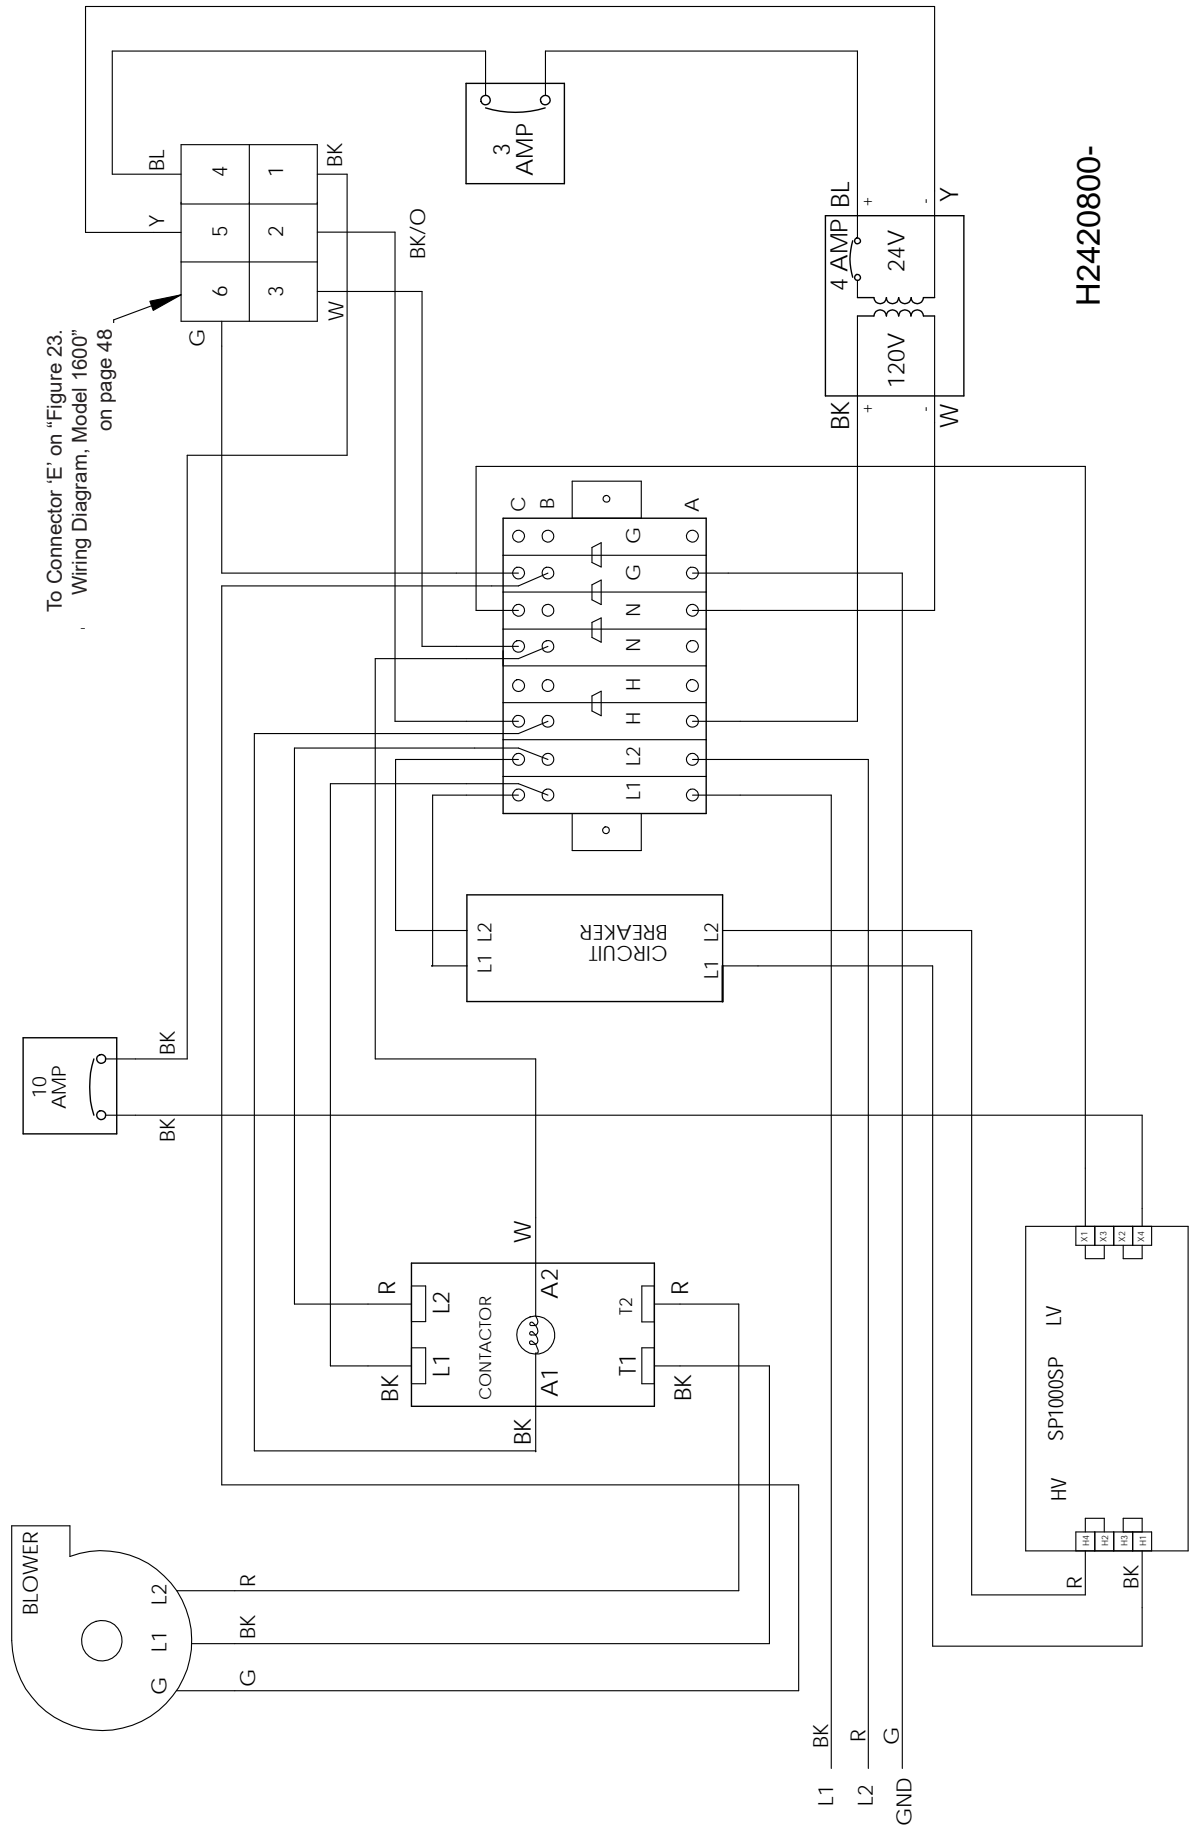 To Connector 'E' on "Figure 23.
Wiring Diagram, Model 1600"
on page 48
BLOWER
G
L1
L2
G
BK
R
10
AMP
BK
BK
G
Y
BL
6
5
4
3
2
1
W
BK/O
BK
3
AMP
BK
R
L1
L2
CONTACTOR
A1
A2
BK
W
T1
T2
BK
R
L1
L2
CIRCUIT
BREAKER
L1
L2
C
B
A
L1
L2
H
H
N
N
G
G
BK
+
-
W
120V
24V
4 AMP
BL
+
-
Y
H2420800-
L1
BK
L2
R
GND
G
R
BK
HV
SP1000SP
LV
H4
H2
H3
H1
X1
X3
X2
X4